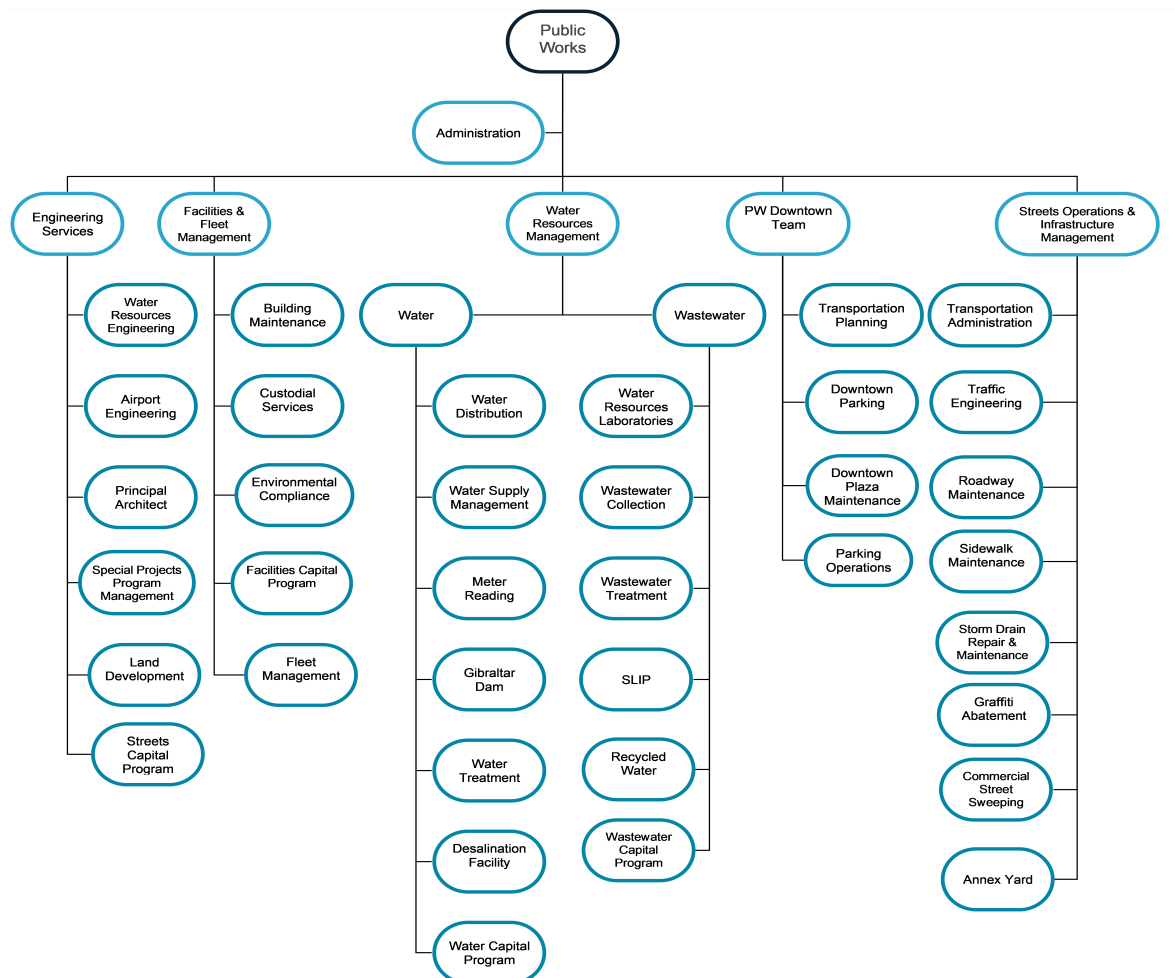 Public
Works
Administration
Engineering
Services
Facilities &
Fleet
Management
Water
Resources
Management
PW Downtown
Team
Streets Operations &
Infrastructure
Management
Water
Resources
Engineering
Airport
Engineering
Principal
Architect
Special Projects
Program
Management
Land
Development
Streets
Capital
Program
Building
Maintenance
Custodial
Services
Environmental
Compliance
Facilities Capital
Program
Fleet
Management
Water
Water
Distribution
Water Supply
Management
Meter
Reading
Gibraltar
Dam
Water
Treatment
Desalination
Facility
Water Capital
Program
Wastewater
Water
Resources
Laboratories
Wastewater
Collection
Wastewater
Treatment
SLIP
Recycled
Water
Wastewater
Capital
Program
Transportation
Planning
Downtown
Parking
Downtown
Plaza
Maintenance
Parking
Operations
Transportation
Administration
Traffic
Engineering
Roadway
Maintenance
Sidewalk
Maintenance
Storm Drain
Repair &
Maintenance
Graffiti
Abatement
Commercial
Street
Sweeping
Annex Yard